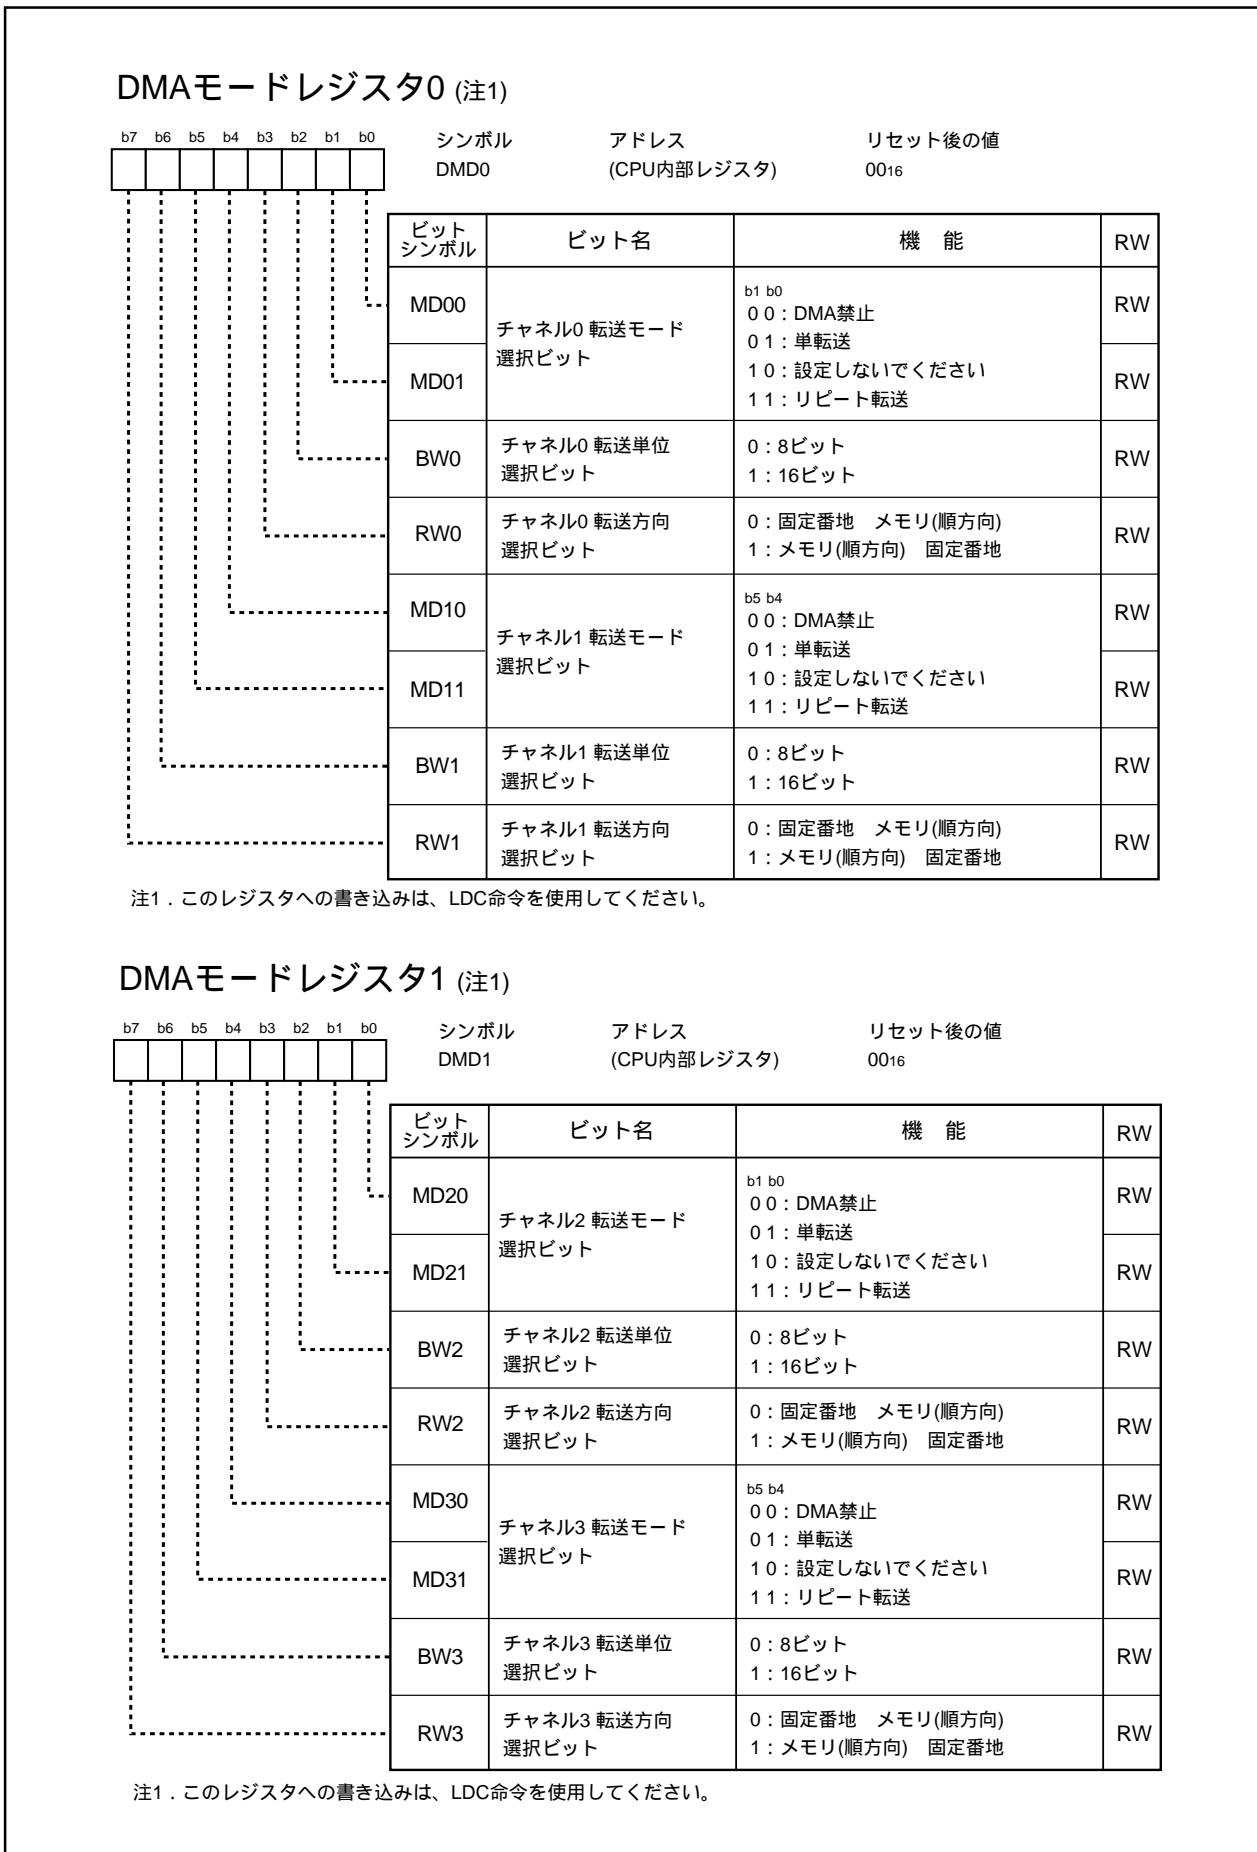 DMAモードレジスタ0 (注1)
b7 b6 b5 b4 b3 b2 b1 b0
シンボル アドレス リセット後の値
DMD0 (CPU内部レジスタ) 0016
ビット
シンボル ビット名 機 能 RW
MD00 チャネル0 転送モード
選択ビット b1 b0
0 0：DMA禁止
0 1：単転送
1 0：設定しないでください
1 1：リピート転送 RW
MD01 RW
BW0 チャネル0 転送単位
選択ビット 0：8ビット
1：16ビット RW
RW0 チャネル0 転送方向
選択ビット 0：固定番地　メモリ(順方向)
1：メモリ(順方向)　固定番地 RW
MD10 チャネル1 転送モード
選択ビット b5 b4
0 0：DMA禁止
0 1：単転送
1 0：設定しないでください
1 1：リピート転送 RW
MD11 RW
BW1 チャネル1 転送単位
選択ビット 0：8ビット
1：16ビット RW
RW1 チャネル1 転送方向
選択ビット 0：固定番地　メモリ(順方向)
1：メモリ(順方向)　固定番地 RW
注1．このレジスタへの書き込みは、LDC命令を使用してください。
DMAモードレジスタ1 (注1)
b7 b6 b5 b4 b3 b2 b1 b0
シンボル アドレス リセット後の値
DMD1 (CPU内部レジスタ) 0016
ビット
シンボル ビット名 機 能 RW
MD20 チャネル2 転送モード
選択ビット b1 b0
0 0：DMA禁止
0 1：単転送
1 0：設定しないでください
1 1：リピート転送 RW
MD21 RW
BW2 チャネル2 転送単位
選択ビット 0：8ビット
1：16ビット RW
RW2 チャネル2 転送方向
選択ビット 0：固定番地　メモリ(順方向)
1：メモリ(順方向)　固定番地 RW
MD30 チャネル3 転送モード
選択ビット b5 b4
0 0：DMA禁止
0 1：単転送
1 0：設定しないでください
1 1：リピート転送 RW
MD31 RW
BW3 チャネル3 転送単位
選択ビット 0：8ビット
1：16ビット RW
RW3 チャネル3 転送方向
選択ビット 0：固定番地　メモリ(順方向)
1：メモリ(順方向)　固定番地 RW
注1．このレジスタへの書き込みは、LDC命令を使用してください。